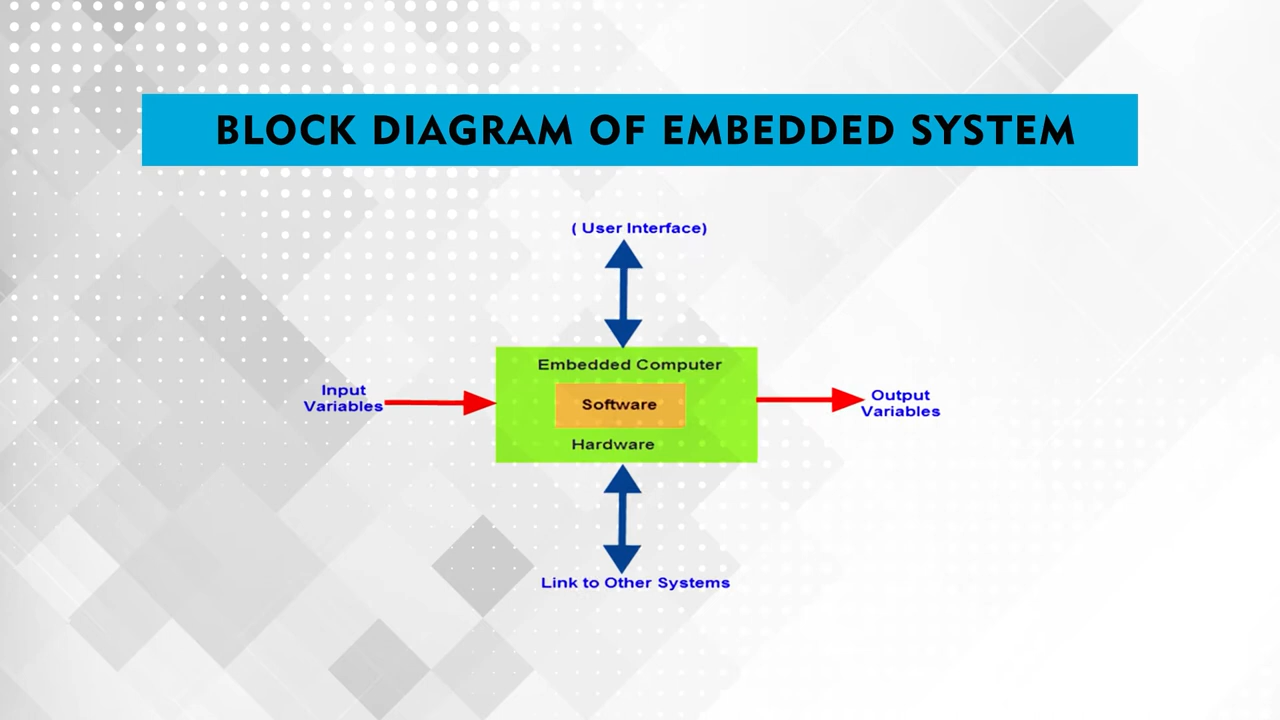 BLOCK DIAGRAM OF EMBEDDED SYSTEM
( User Interface)
Embedded Computer
Input
Variables
Software
Output
Variables
Hardware
Link to Other Systems